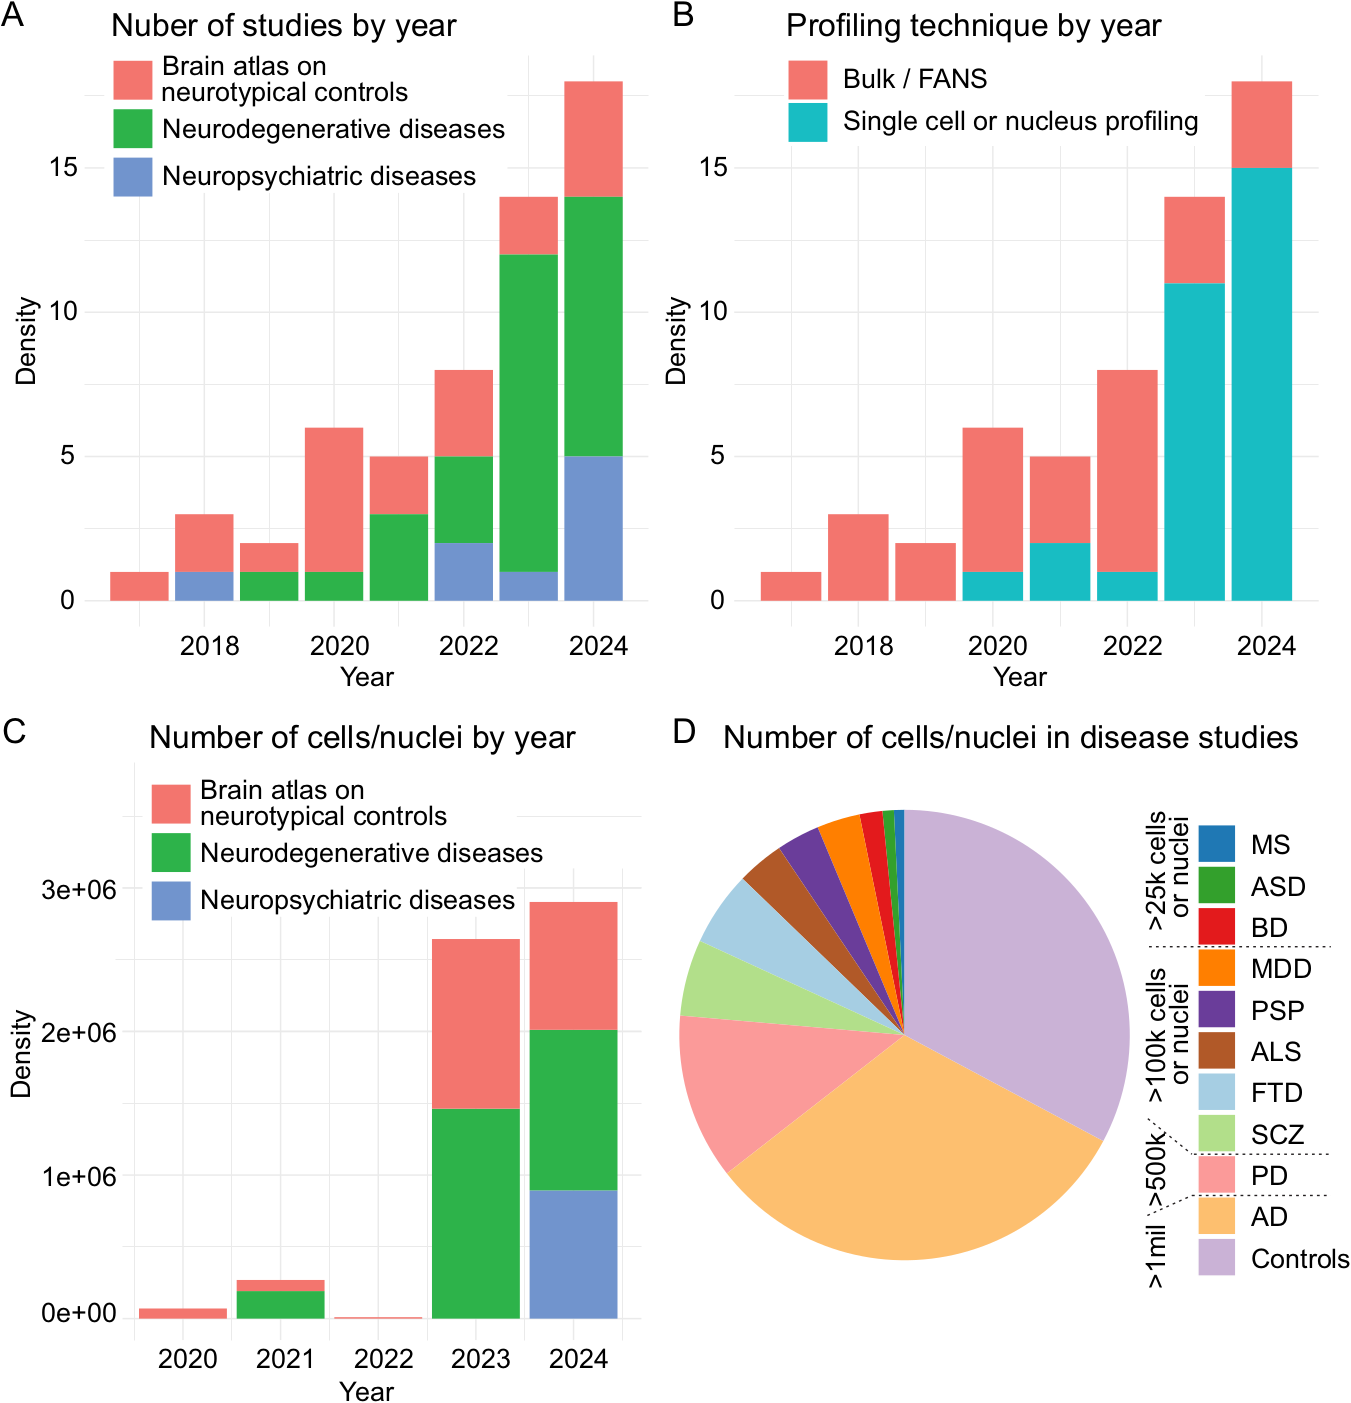 A
Nuber of studies by year
Brain atlas on
neurotypical controls
Neurodegenerative diseases
Neuropsychiatric diseases
15
10
5
0
Density
2018 2020 2022 2024
Year
B
Profiling technique by year
Bulk / FANS
Single cell or nucleus profiling
15
10
5
0
Density
2018 2020 2022 2024
Year
C
Number of cells/nuclei by year
Brain atlas on
neurotypical controls
Neurodegenerative diseases
Neuropsychiatric diseases
3e+06
2e+06
1e+06
0e+00
Density
2020 2021 2022 2023 2024
Year
D
Number of cells/nuclei in disease studies
>25k cells
or nuclei
>100k cells
or nuclei
>500k
>1mil
MS
ASD
BD
MDD
PSP
ALS
FTD
SCZ
PD
AD
Controls